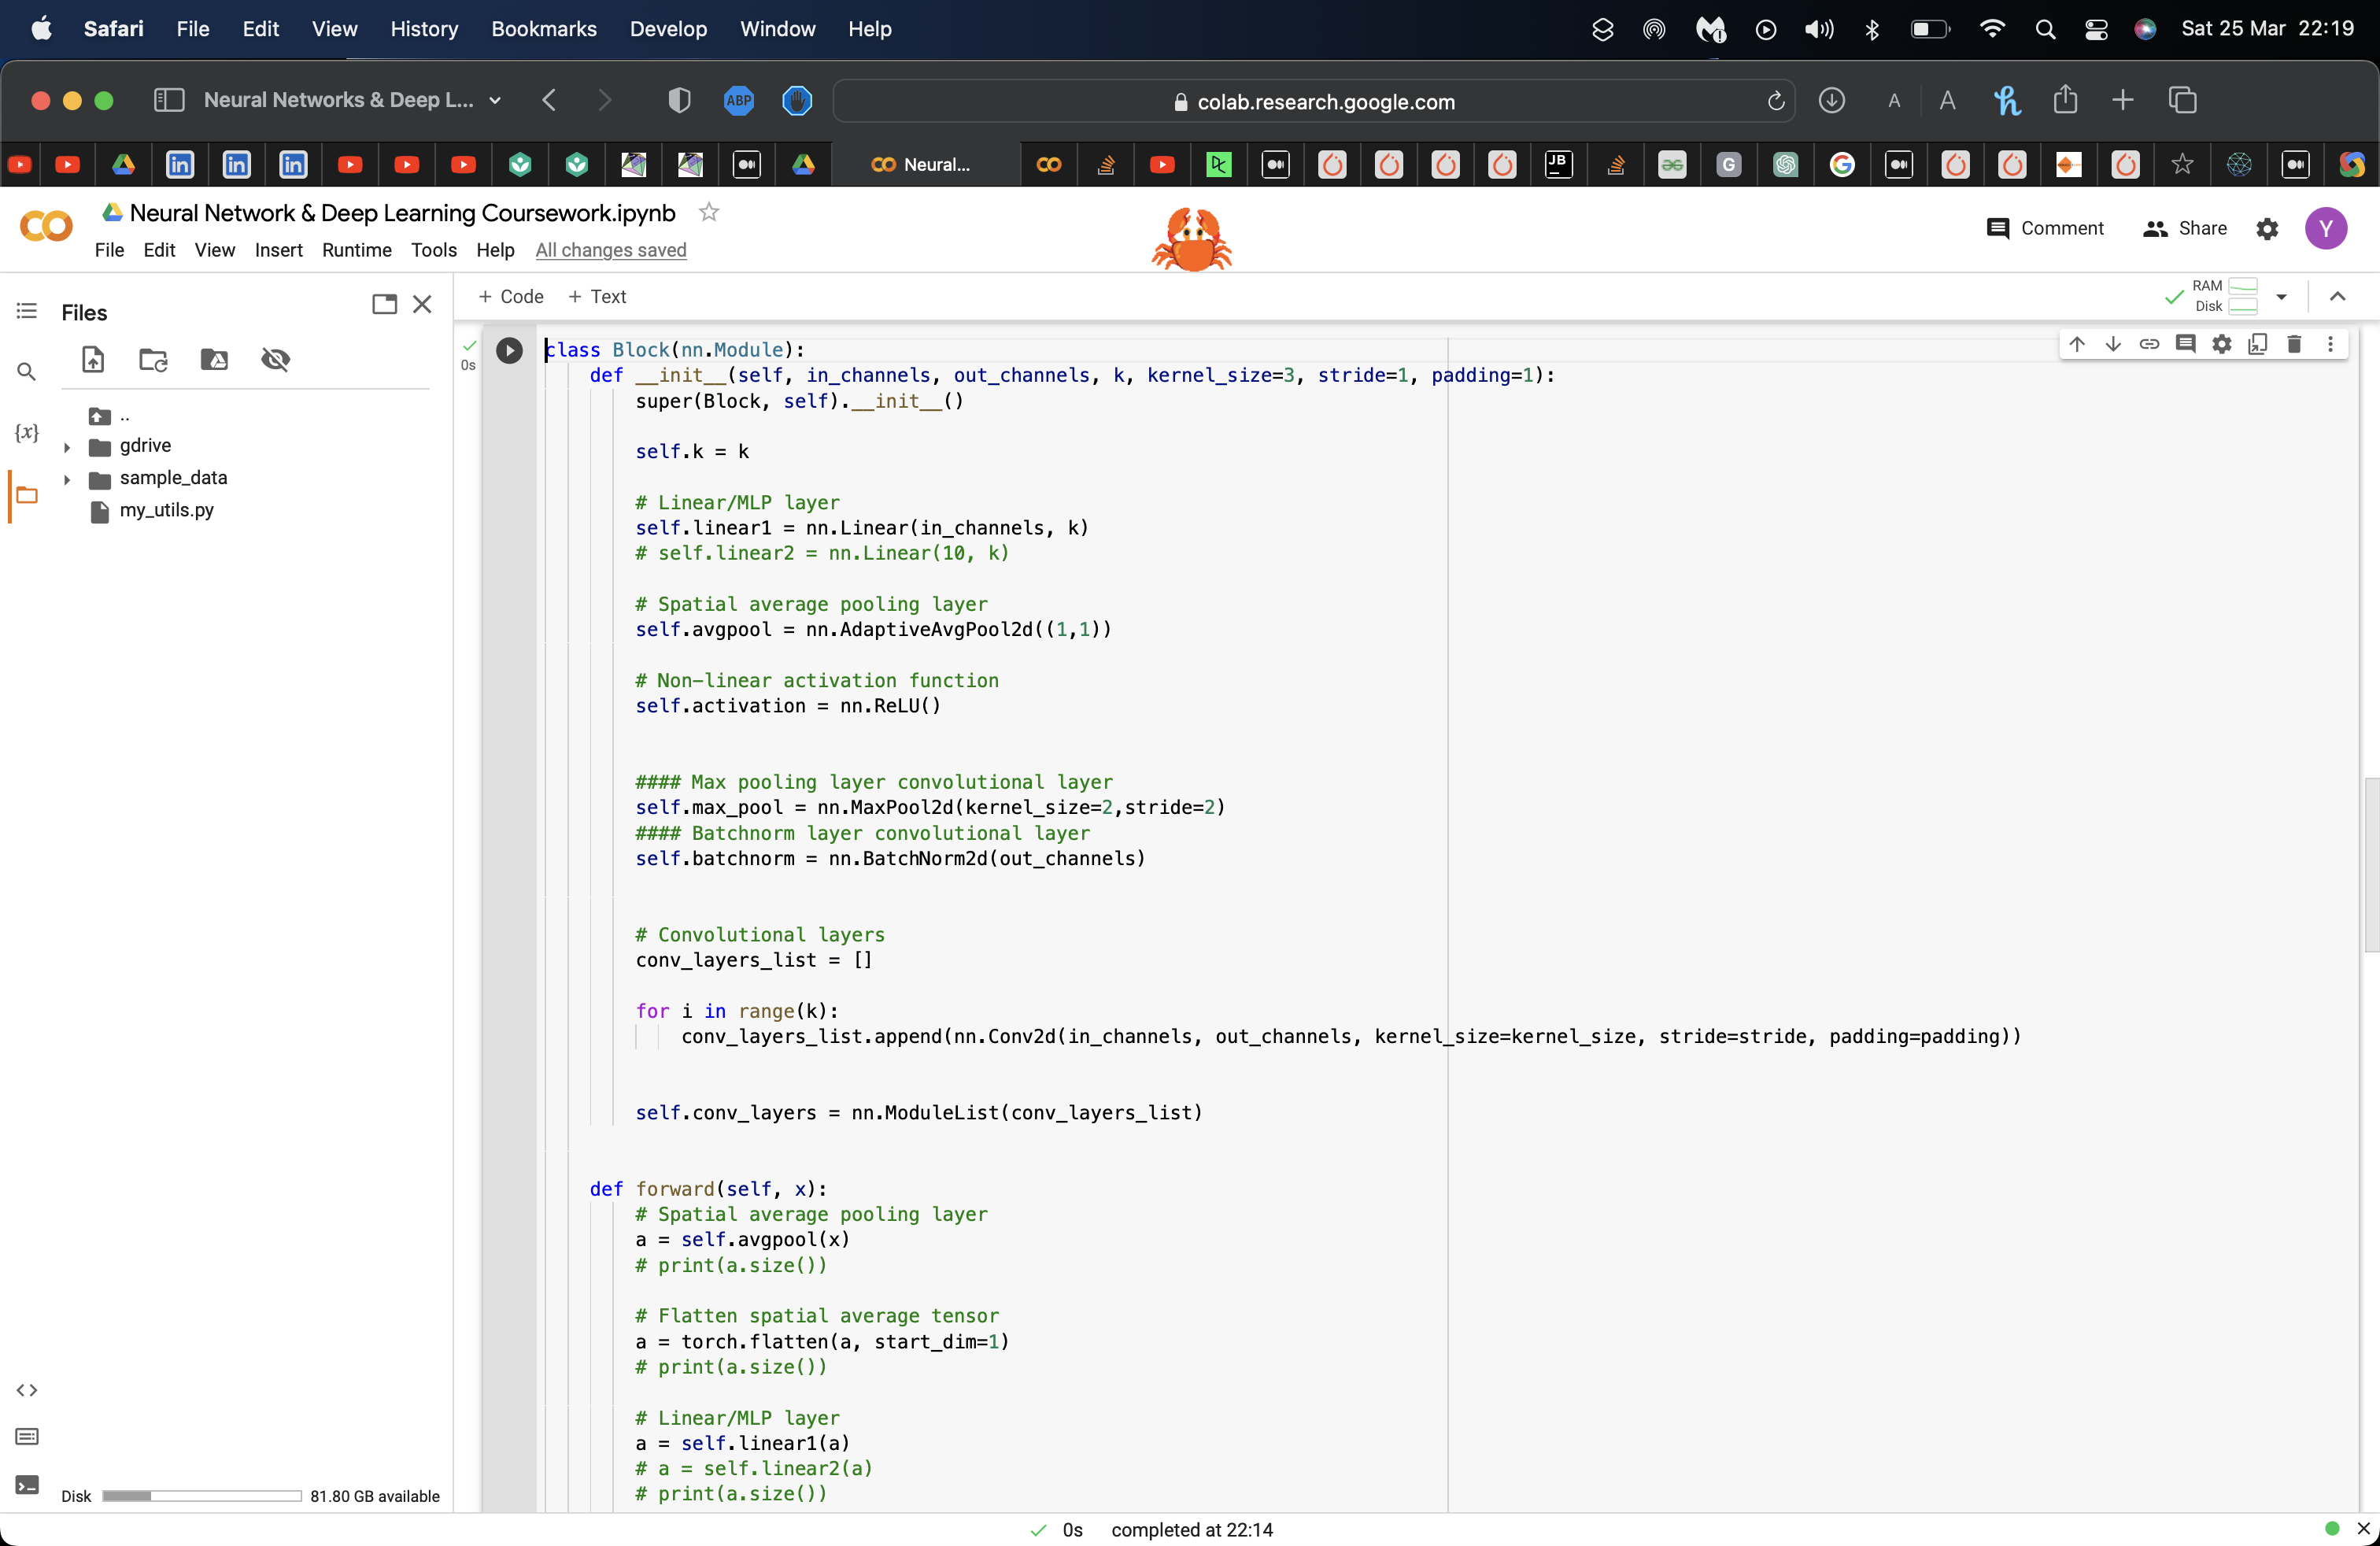 Safari File Edit View History Bookmarks Develop Window Help Sat 25 Mar 22:19
Neural Networks & Deep L... ABP colab.research.google.com A A
in in in Neural... JB G
Neural Network & Deep Learning Coursework.ipynb
Comment Share Y
File Edit View Insert Runtime Tools Help All changes saved
+ Code + Text
RAM
Disk
Files
{x}
..
gdrive
sample_data
my_utils.py
Disk 81.80 GB available
0s
class Block(nn.Module):
def __init__(self, in_channels, out_channels, k, kernel_size=3, stride=1, padding=1):
super(Block, self).__init__()
self.k = k
# Linear/MLP layer
self.linear1 = nn.Linear(in_channels, k)
# self.linear2 = nn.Linear(10, k)
# Spatial average pooling layer
self.avgpool = nn.AdaptiveAvgPool2d((1,1))
# Non-linear activation function
self.activation = nn.ReLU()
#### Max pooling layer convolutional layer
self.max_pool = nn.MaxPool2d(kernel_size=2,stride=2)
#### Batchnorm layer convolutional layer
self.batchnorm = nn.BatchNorm2d(out_channels)
# Convolutional layers
conv_layers_list = []
for i in range(k):
conv_layers_list.append(nn.Conv2d(in_channels, out_channels, kernel_size=kernel_size, stride=stride, padding=padding))
self.conv_layers = nn.ModuleList(conv_layers_list)
def forward(self, x):
# Spatial average pooling layer
a = self.avgpool(x)
# print(a.size())
# Flatten spatial average tensor
a = torch.flatten(a, start_dim=1)
# print(a.size())
# Linear/MLP layer
a = self.linear1(a)
# a = self.linear2(a)
# print(a.size())
0s completed at 22:14